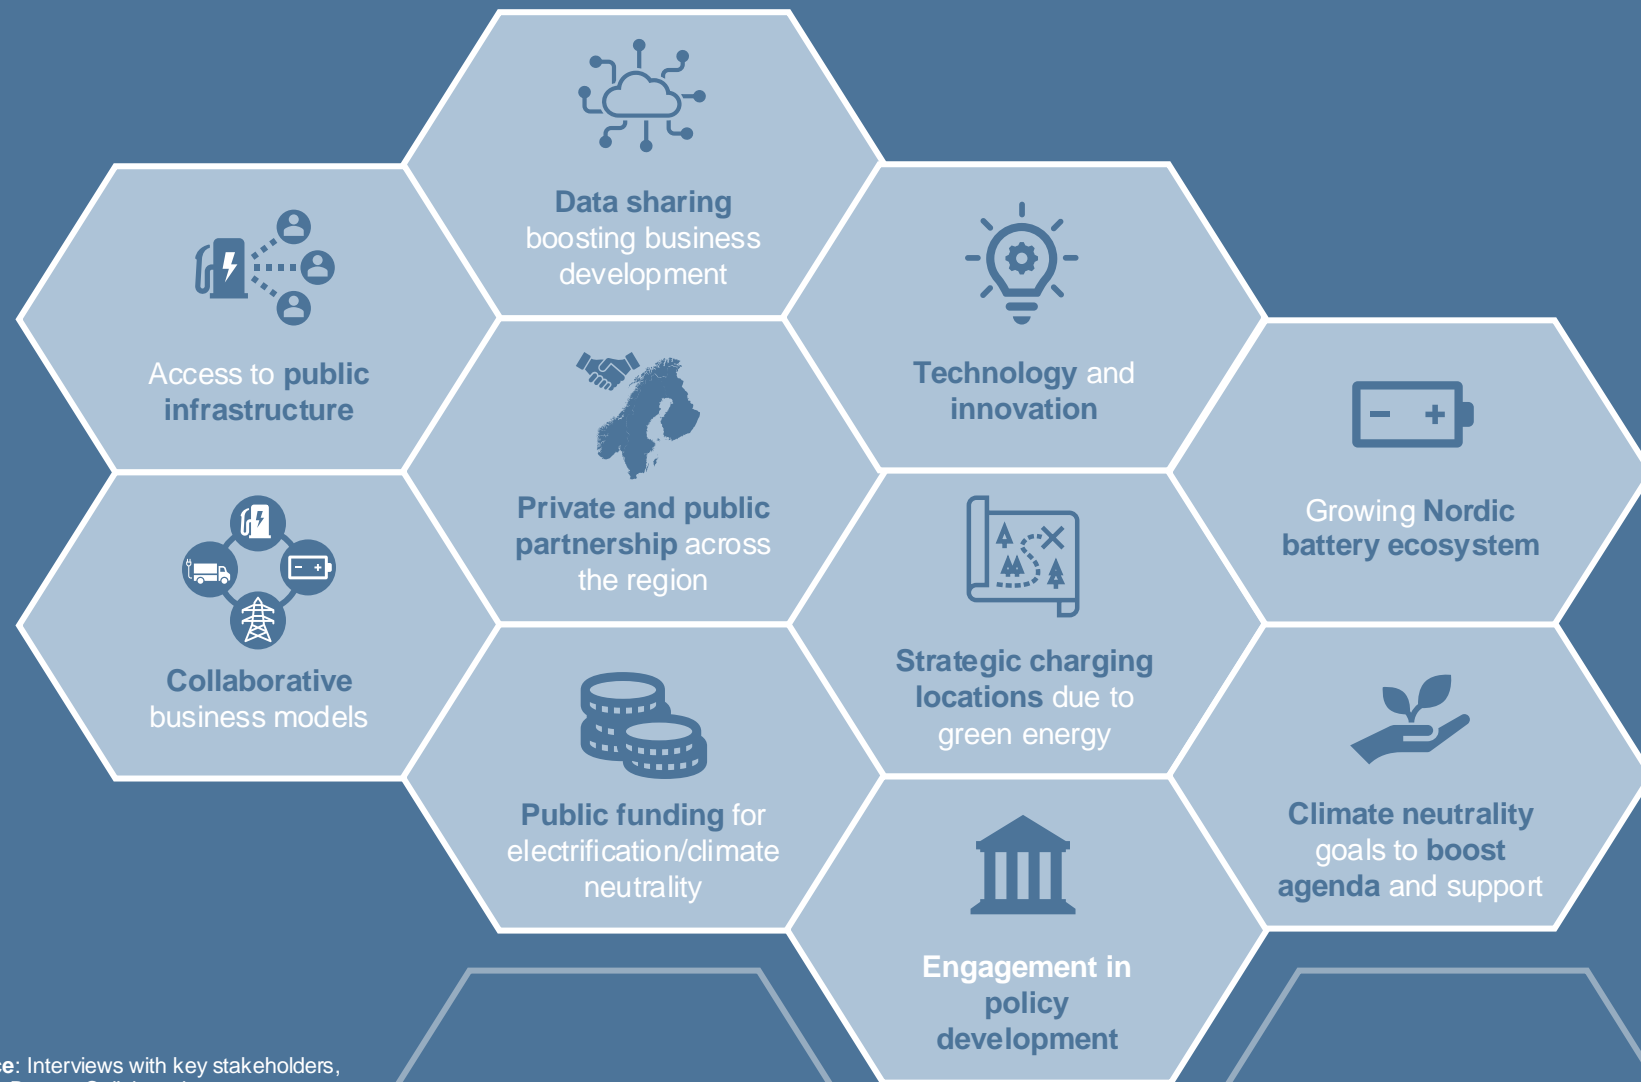 Data sharing
boosting business
development
Access to public
infrastructure
Technology and
innovation
Private and public
partnership across
the region
Growing Nordic
battery ecosystem
Collaborative
business models
Strategic charging
locations due to
green energy
Public funding for
electrification/climate
neutrality
Climate neutrality
goals to boost
agenda and support
Engagement in
policy
development
: Interviews with key stakeholders,